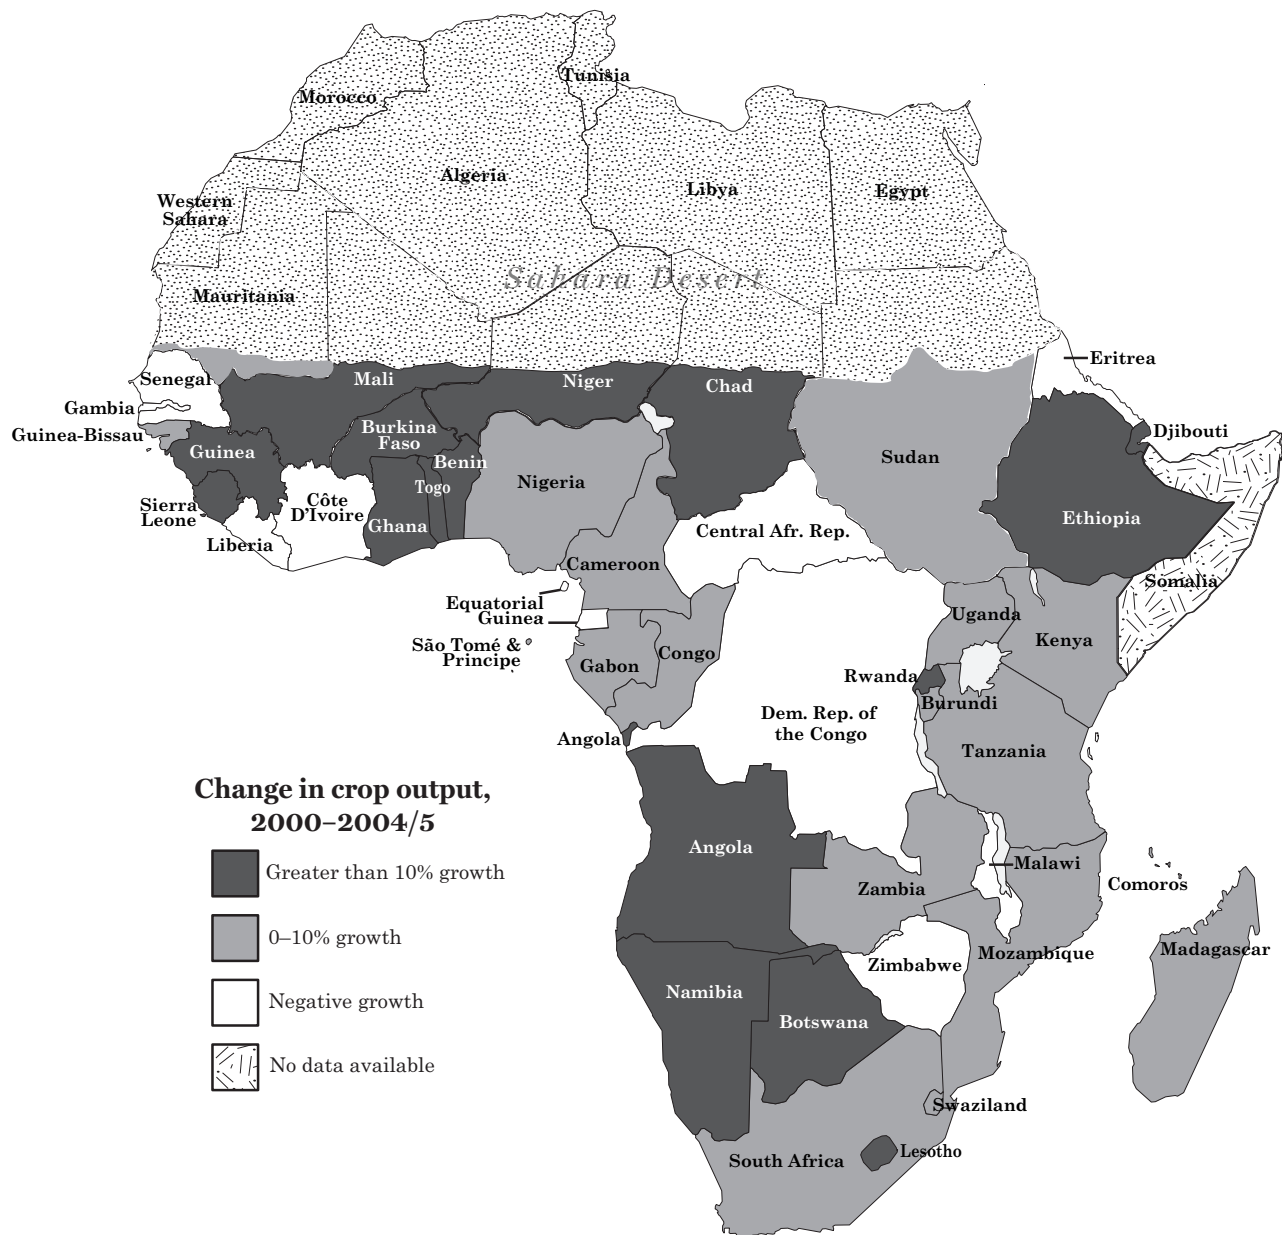 Tunisia
Morocco
Algeria
Libya
Egypt
Western
Sahara
Sahara Desert
Mauritania
Eritrea
Senegal
Mali
Niger
Chad
Gambia
Guinea-Bissau
Burkina
Faso
Djibouti
Guinea
Benin
Sudan
Togo
Nigeria
Sierra
Leone
Côte
D’Ivoire
Ghana
Ethiopia
Liberia
Central Afr. Rep.
Cameroon
Somalia
Equatorial
Guinea
Uganda
Kenya
São Tomé &
Principe
Gabon
Congo
Rwanda
Burundi
Dem. Rep. of
the Congo
Angola
Tanzania
Change in crop output,
2000–2004/5
Greater than 10% growth
0–10% growth
Negative growth
No data available
Angola
Malawi
Zambia
Comoros
Mozambique
Madagascar
Zimbabwe
Namibia
Botswana
Swaziland
South Africa
Lesotho